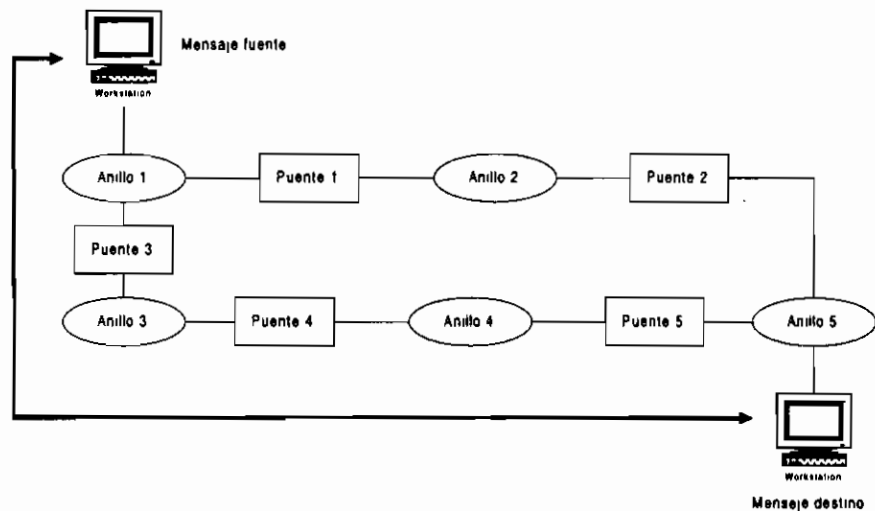 Mensaje fuente
Workstation
Anillo 1
Puente 1
Anillo 2
Puente 2
Puente 3
Anillo 3
Puente 4
Anillo 4
Puente 5
Anillo 5
Workstation
Mensaje destino